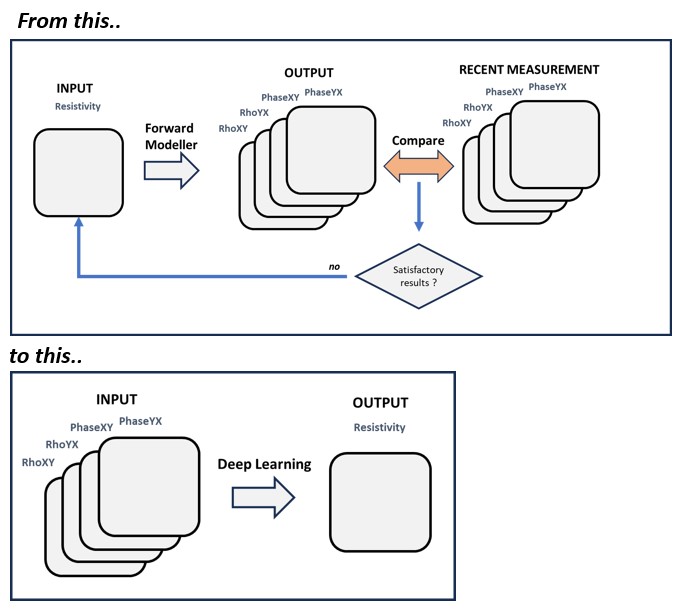 From this..
INPUT
Resistivity
Forward
Modeller
OUTPUT
PhaseYX
PhaseXY
RhoYX
RhoXY
Compare
RECENT MEASUREMENT
PhaseYX
PhaseXY
RhoYX
RhoXY
Satisfactory
results ?
no
to this..
INPUT
PhaseYX
PhaseXY
RhoYX
RhoXY
Deep Learning
OUTPUT
Resistivity